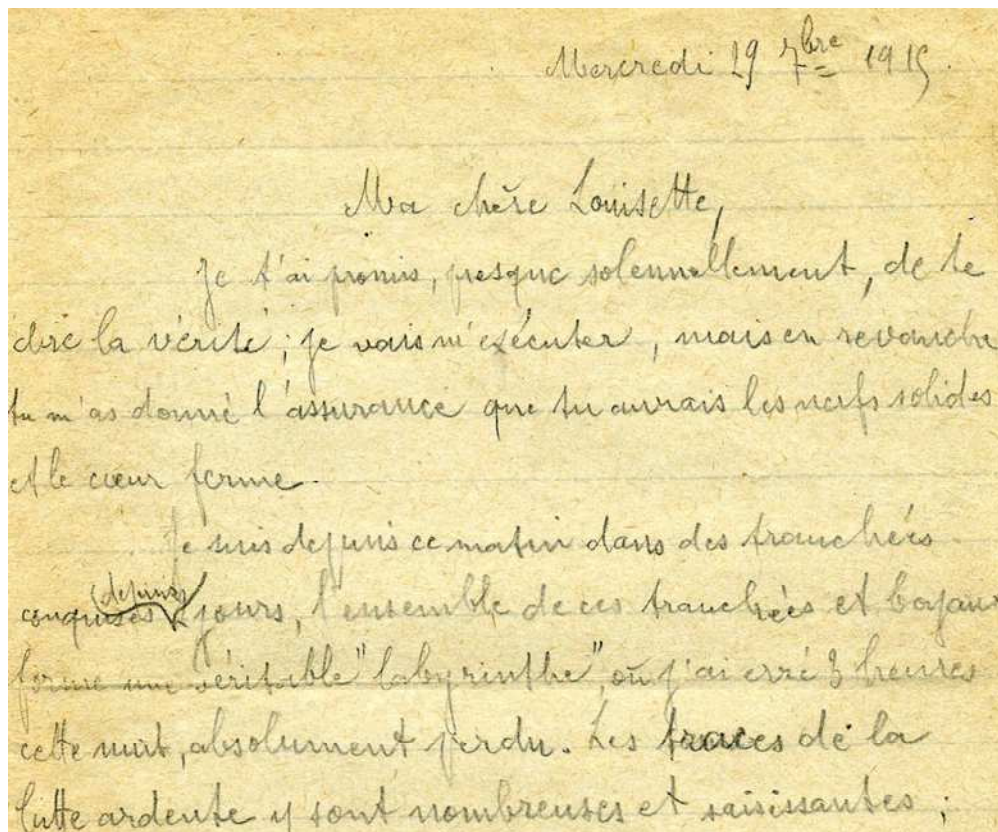 Mercredi 29 7bre 1915.
Ma chère Louisette,
Je t'ai promis, presque solennellement, de te
dire la vérité ; je vais m'exécuter, mais en revanche
tu m'as donné l'assurance que tu aurais les nerfs solides
et le cœur ferme.
Je suis depuis ce matin dans des tranchées
conquises (depuis) jours, l'ensemble de ces tranchées et boyaux
forme une véritable "labyrinthe", où j'ai erré 3 heures
cette nuit, absolument perdu. Les traces de la
lutte ardente y sont nombreuses et saisissantes ;